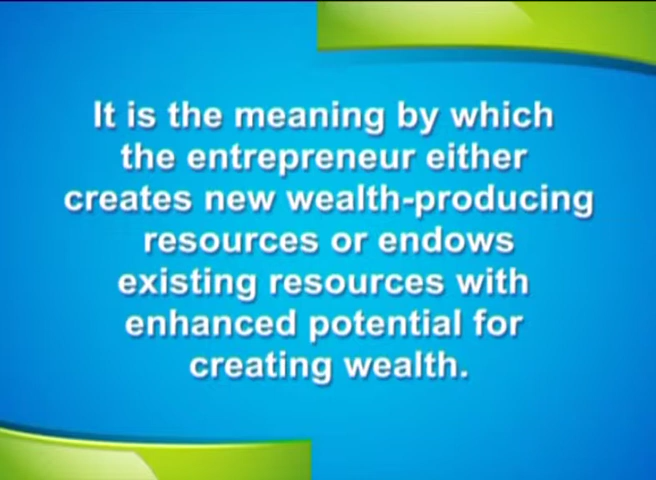 It is the meaning by which
the entrepreneur either
creates new wealth-producing
resources or endows
existing resources with
enhanced potential for
creating wealth.